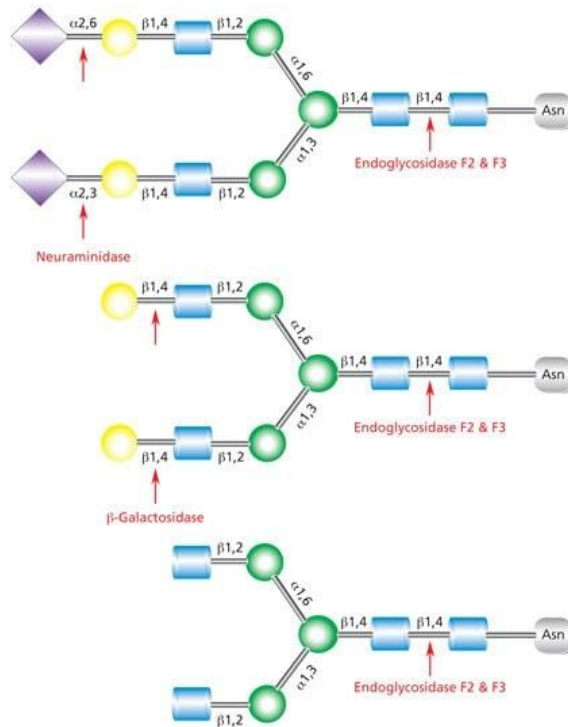 α2,6 β1,4 β1,2
α1,6
β1,4 β1,4
Asn
Endoglycosidase F2 & F3
α1,3
α2,3 β1,4 β1,2
Neuraminidase
β1,4 β1,2
α1,6
β1,4 β1,4
Asn
Endoglycosidase F2 & F3
α1,3
β1,4 β1,2
β-Galactosidase
β1,2
α1,6
β1,4 β1,4
Asn
Endoglycosidase F2 & F3
α1,3
β1,2